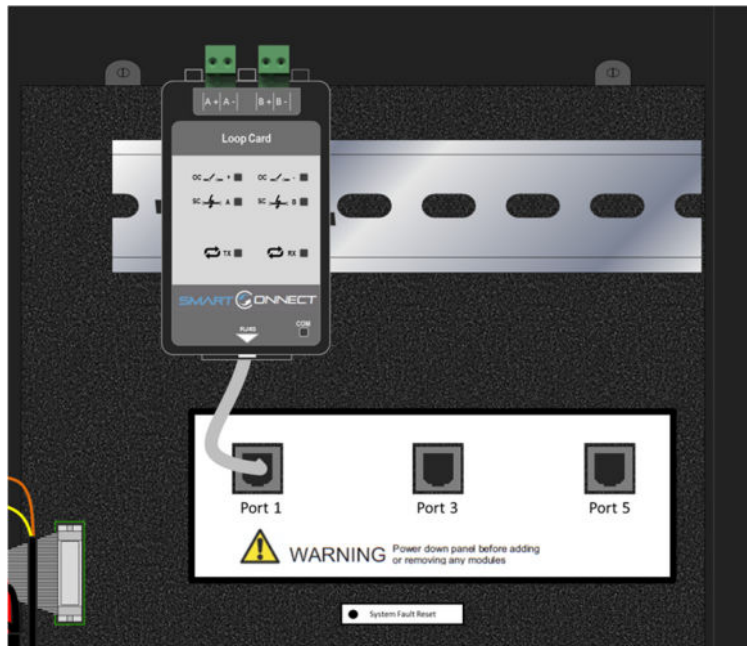 A + A - B + B -
Loop Card
OC + OC -
SC A SC B
TX RX
SMART CONNECT
COM
RJ45
Port 1 Port 3 Port 5
WARNING Power down panel before adding
or removing any modules
System Fault Reset